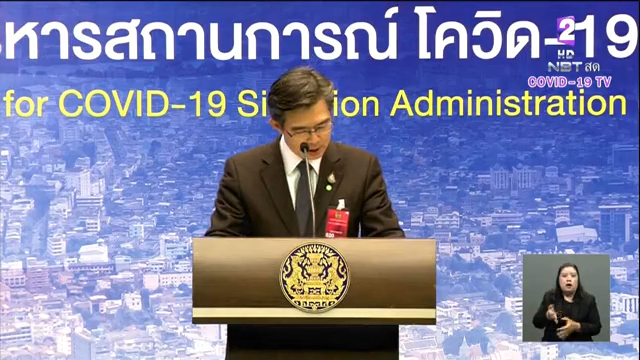 ิหารสถานการณ์ โควิด-19
for COVID-19 Si ion Administration
2
HD
NBT สด
COVID-19 TV